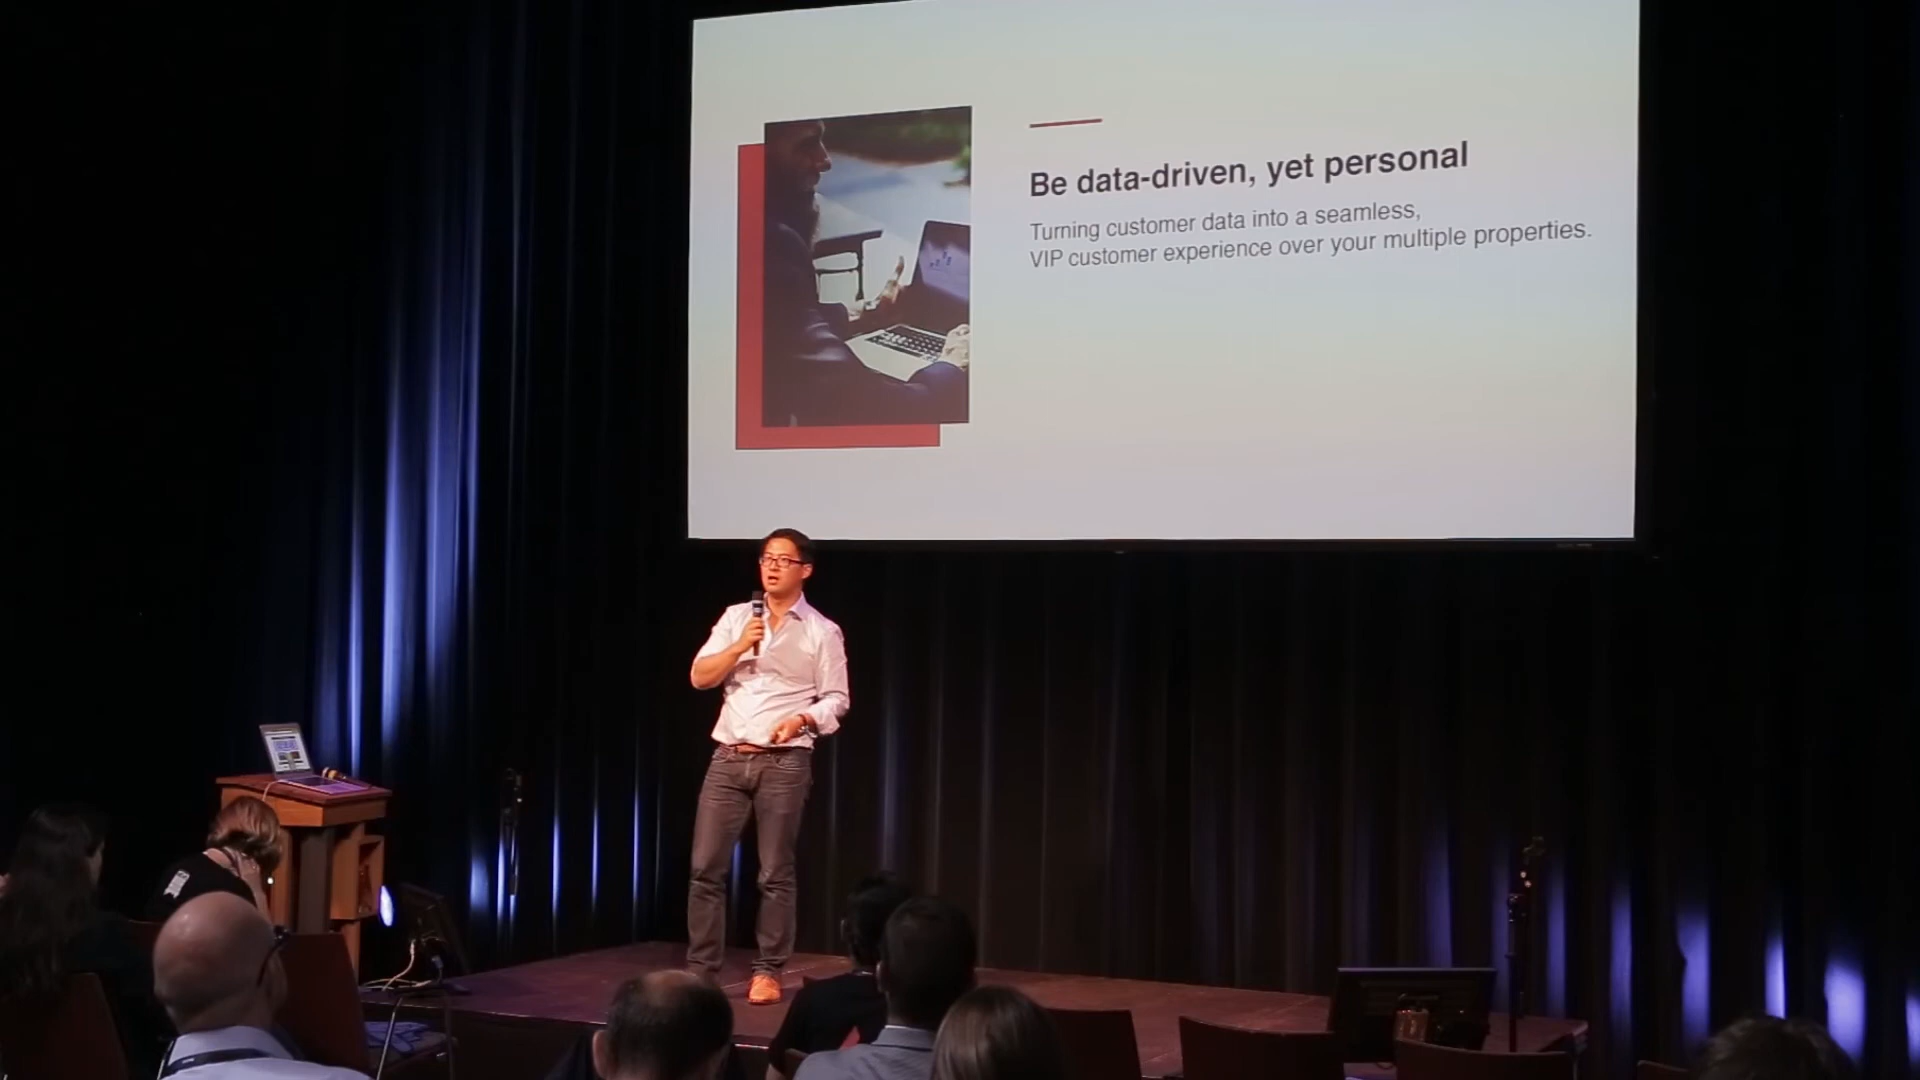 Be data-driven, yet personal
Turning customer data into a seamless,
VIP customer experience over your multiple properties.